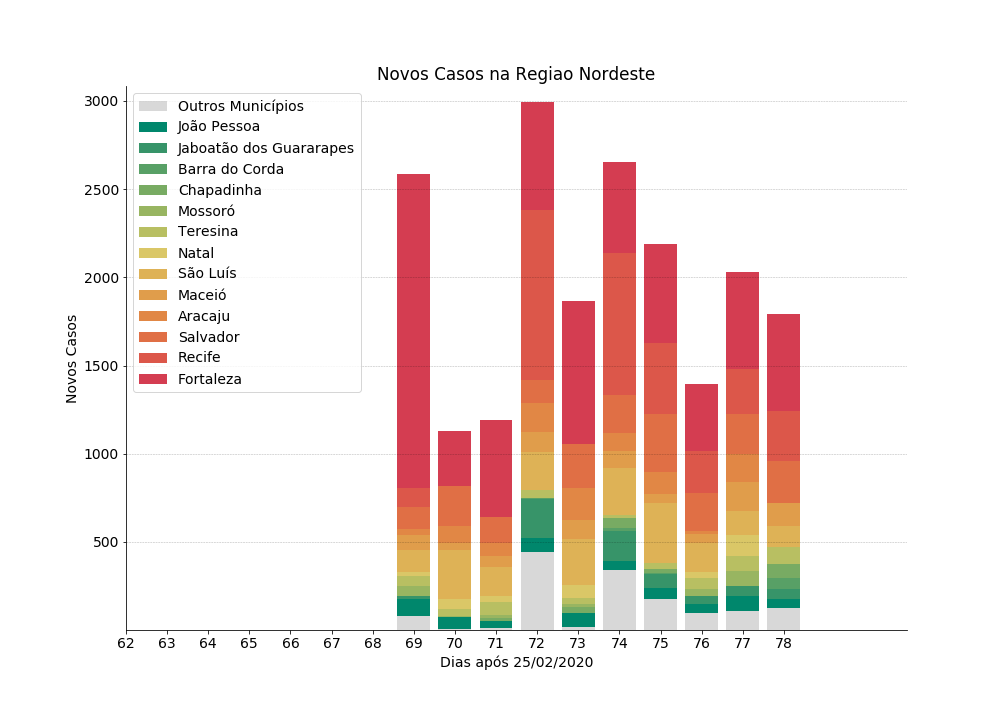 Novos Casos na Regiao Nordeste
3000
2500
2000
1500
1000
500
Novos Casos
Outros Municípios
João Pessoa
Jaboatão dos Guararapes
Barra do Corda
Chapadinha
Mossoró
Teresina
Natal
São Luís
Maceió
Aracaju
Salvador
Recife
Fortaleza
62 63 64 65 66 67 68 69 70 71 72 73 74 75 76 77 78
Dias após 25/02/2020